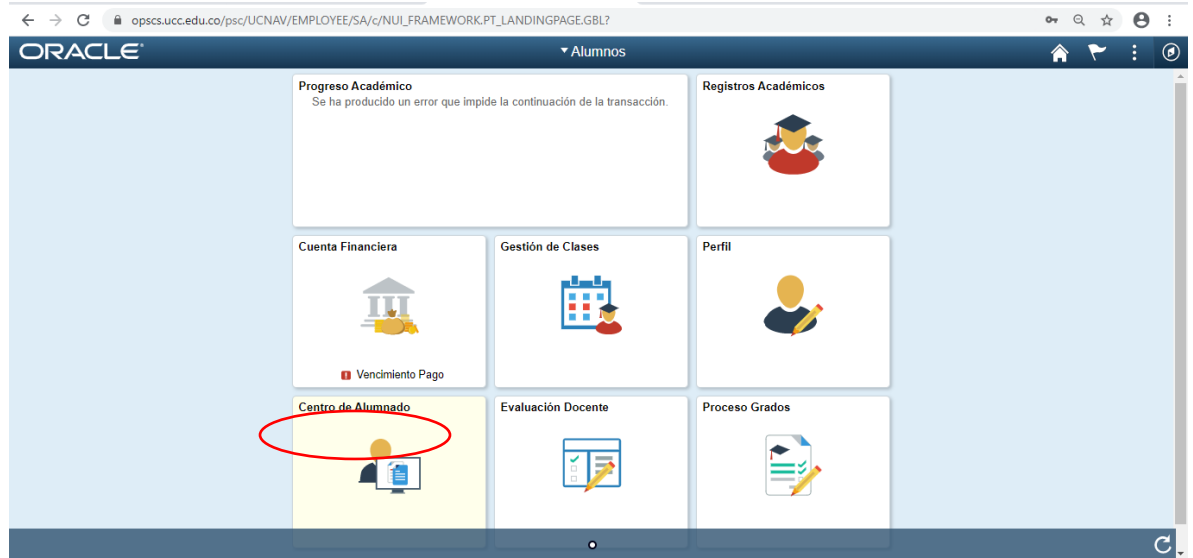 opscs.ucc.edu.co/psc/UCNAV/EMPLOYEE/SA/c/NUI_FRAMEWORK.PT_LANDINGPAGE.GBL?
ORACLE
Alumnos
Progreso Académico
Se ha producido un error que impide la continuación de la transacción.
Registros Académicos
Cuenta Financiera
Vencimiento Pago
Gestión de Clases
Perfil
Centro de Alumnado
Evaluación Docente
Proceso Grados